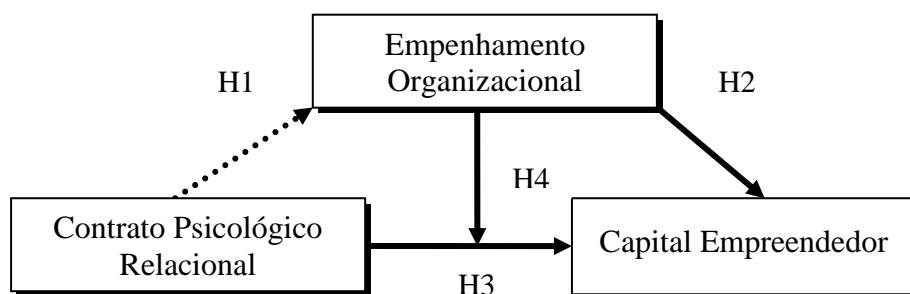 Empenhamento
Organizacional
H1
H2
H4
Contrato Psicológico
Relacional
Capital Empreendedor
H3